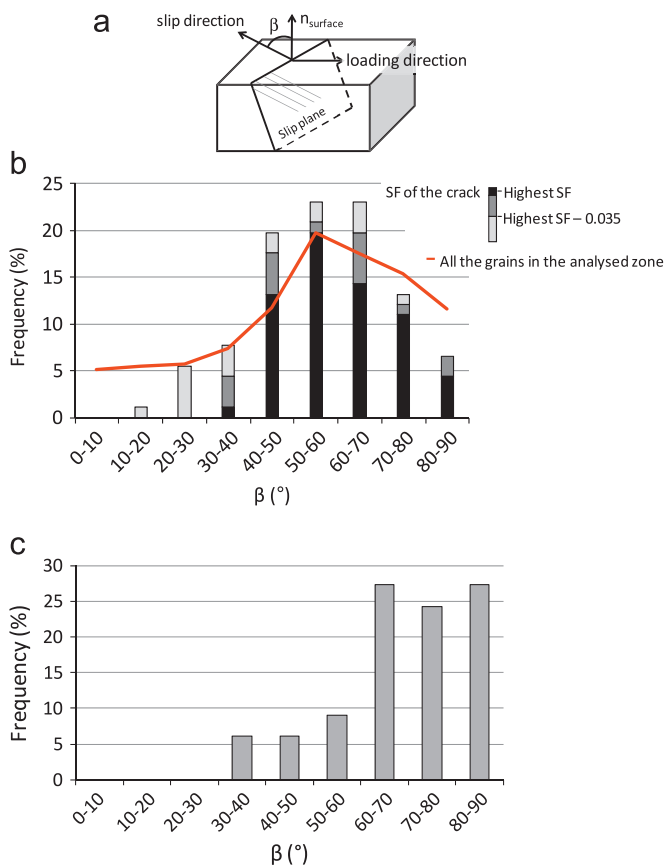 a
slip direction
β
n surface
loading direction
Slip plane
b
SF of the crack
Highest SF
Highest SF – 0.035
All the grains in the analysed zone
Frequency (%)
25
20
15
10
5
0
0-10
10-20
20-30
30-40
40-50
50-60
60-70
70-80
80-90
β (°)
c
Frequency (%)
30
25
20
15
10
5
0
0-10
10-20
20-30
30-40
40-50
50-60
60-70
70-80
80-90
β (°)